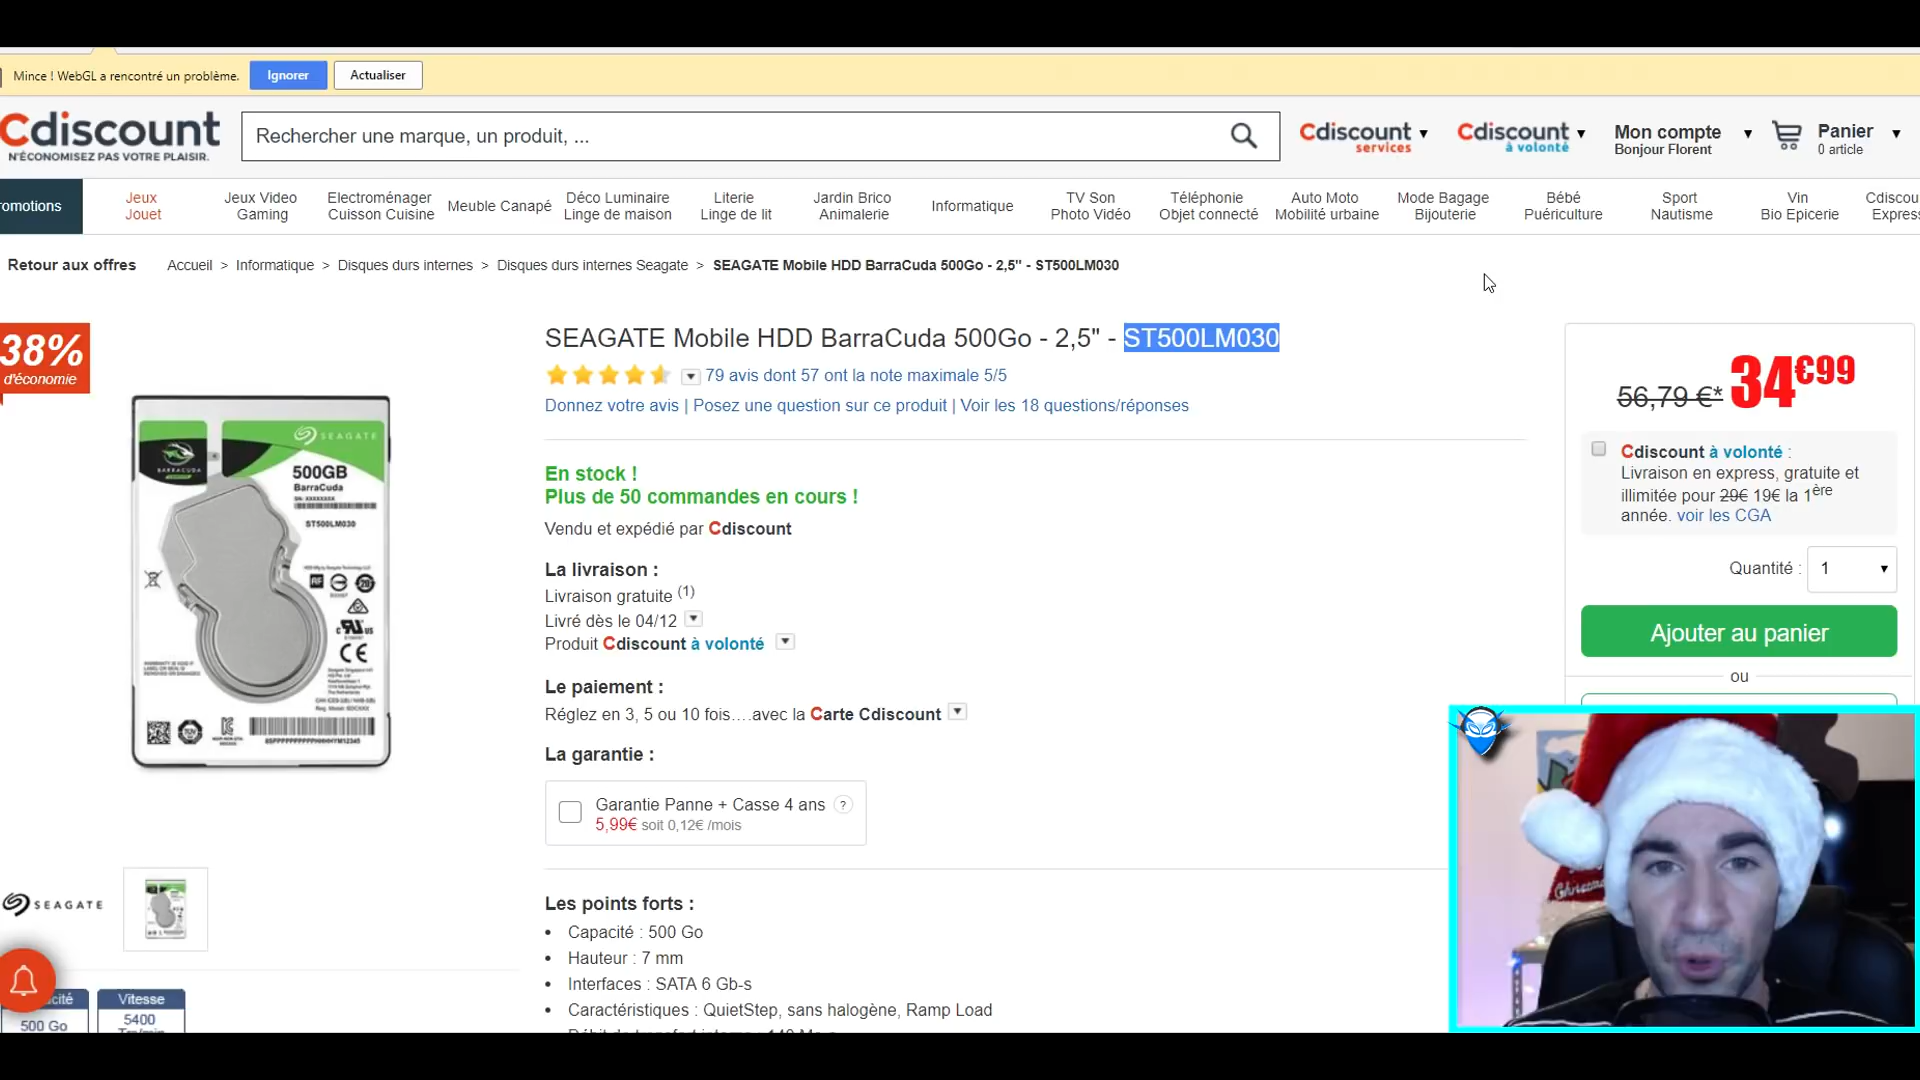 Mince ! WebGL a rencontré un problème.
Ignorer
Actualiser
Cdiscount
N'ÉCONOMISEZ PAS VOTRE PLAISIR.
Rechercher une marque, un produit, ...
Cdiscount
services
Cdiscount
à volonté
Mon compte
Bonjour Florent
Panier
0 article
romotions
Jeux
Jouet
Jeux Video
Gaming
Electroménager
Cuisson Cuisine
Meuble Canapé
Déco Luminaire
Linge de maison
Literie
Linge de lit
Jardin Brico
Animalerie
Informatique
TV Son
Photo Vidéo
Téléphonie
Objet connecté
Auto Moto
Mobilité urbaine
Mode Bagage
Bijouterie
Bébé
Puériculture
Sport
Nautisme
Vin
Bio Epicerie
Cdiscou
Express
Retour aux offres
Accueil > Informatique > Disques durs internes > Disques durs internes Seagate > SEAGATE Mobile HDD BarraCuda 500Go - 2,5" - ST500LM030
38%
d'économie
SEAGATE Mobile HDD BarraCuda 500Go - 2,5" - ST500LM030
79 avis dont 57 ont la note maximale 5/5
Donnez votre avis | Posez une question sur ce produit | Voir les 18 questions/réponses
En stock !
Plus de 50 commandes en cours !
Vendu et expédié par Cdiscount
La livraison :
Livraison gratuite (1)
Livré dès le 04/12
Produit Cdiscount à volonté
Le paiement :
Réglez en 3, 5 ou 10 fois....avec la Carte Cdiscount
La garantie :
Garantie Panne + Casse 4 ans ?
5,99€ soit 0,12€ /mois
Les points forts :
• Capacité : 500 Go
• Hauteur : 7 mm
• Interfaces : SATA 6 Gb-s
• Caractéristiques : QuietStep, sans halogène, Ramp Load
56,79 €* 34€99
Cdiscount à volonté :
Livraison en express, gratuite et
illimitée pour 29€ 19€ la 1ère
année. voir les CGA
Quantité : 1
Ajouter au panier
ou
SEAGATE
BARRACUDA
500GB
BarraCuda
ST500LM030
SEAGATE
cité
500 Go
Vitesse
5400